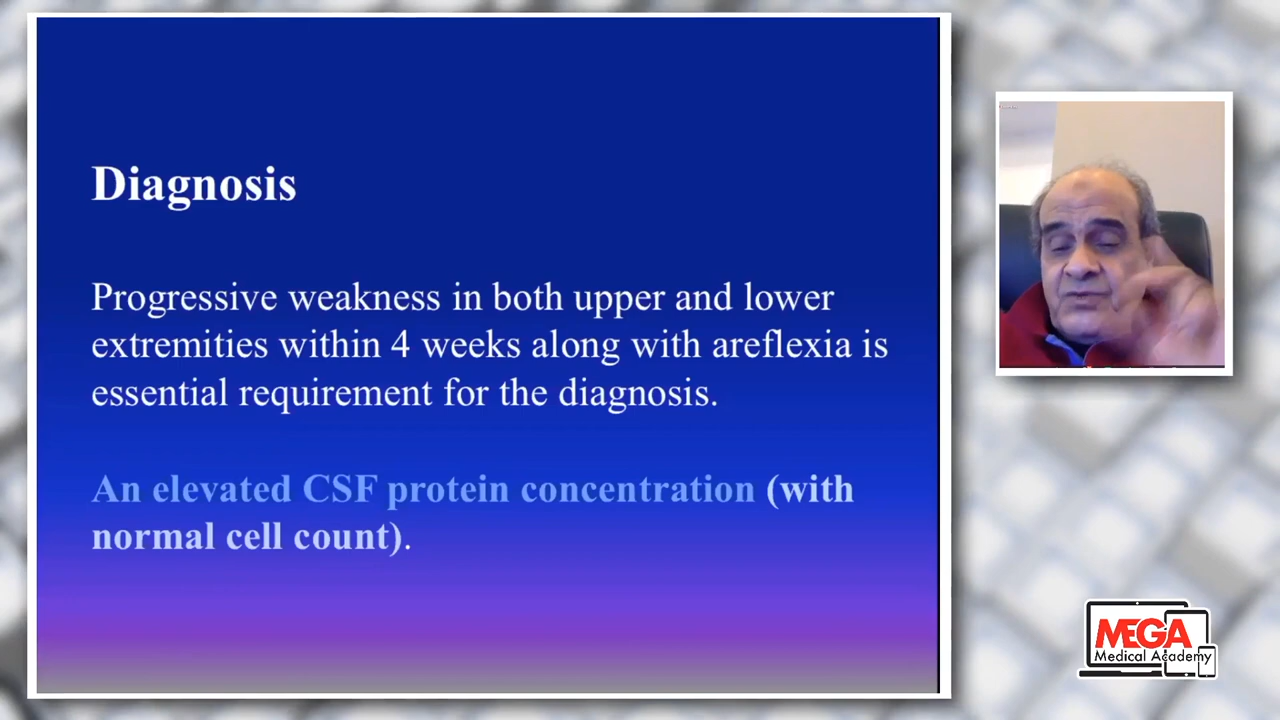 Diagnosis
Progressive weakness in both upper and lower
extremities within 4 weeks along with areflexia is
essential requirement for the diagnosis.
An elevated CSF protein concentration (with
normal cell count).
MEGA
Medical Academy